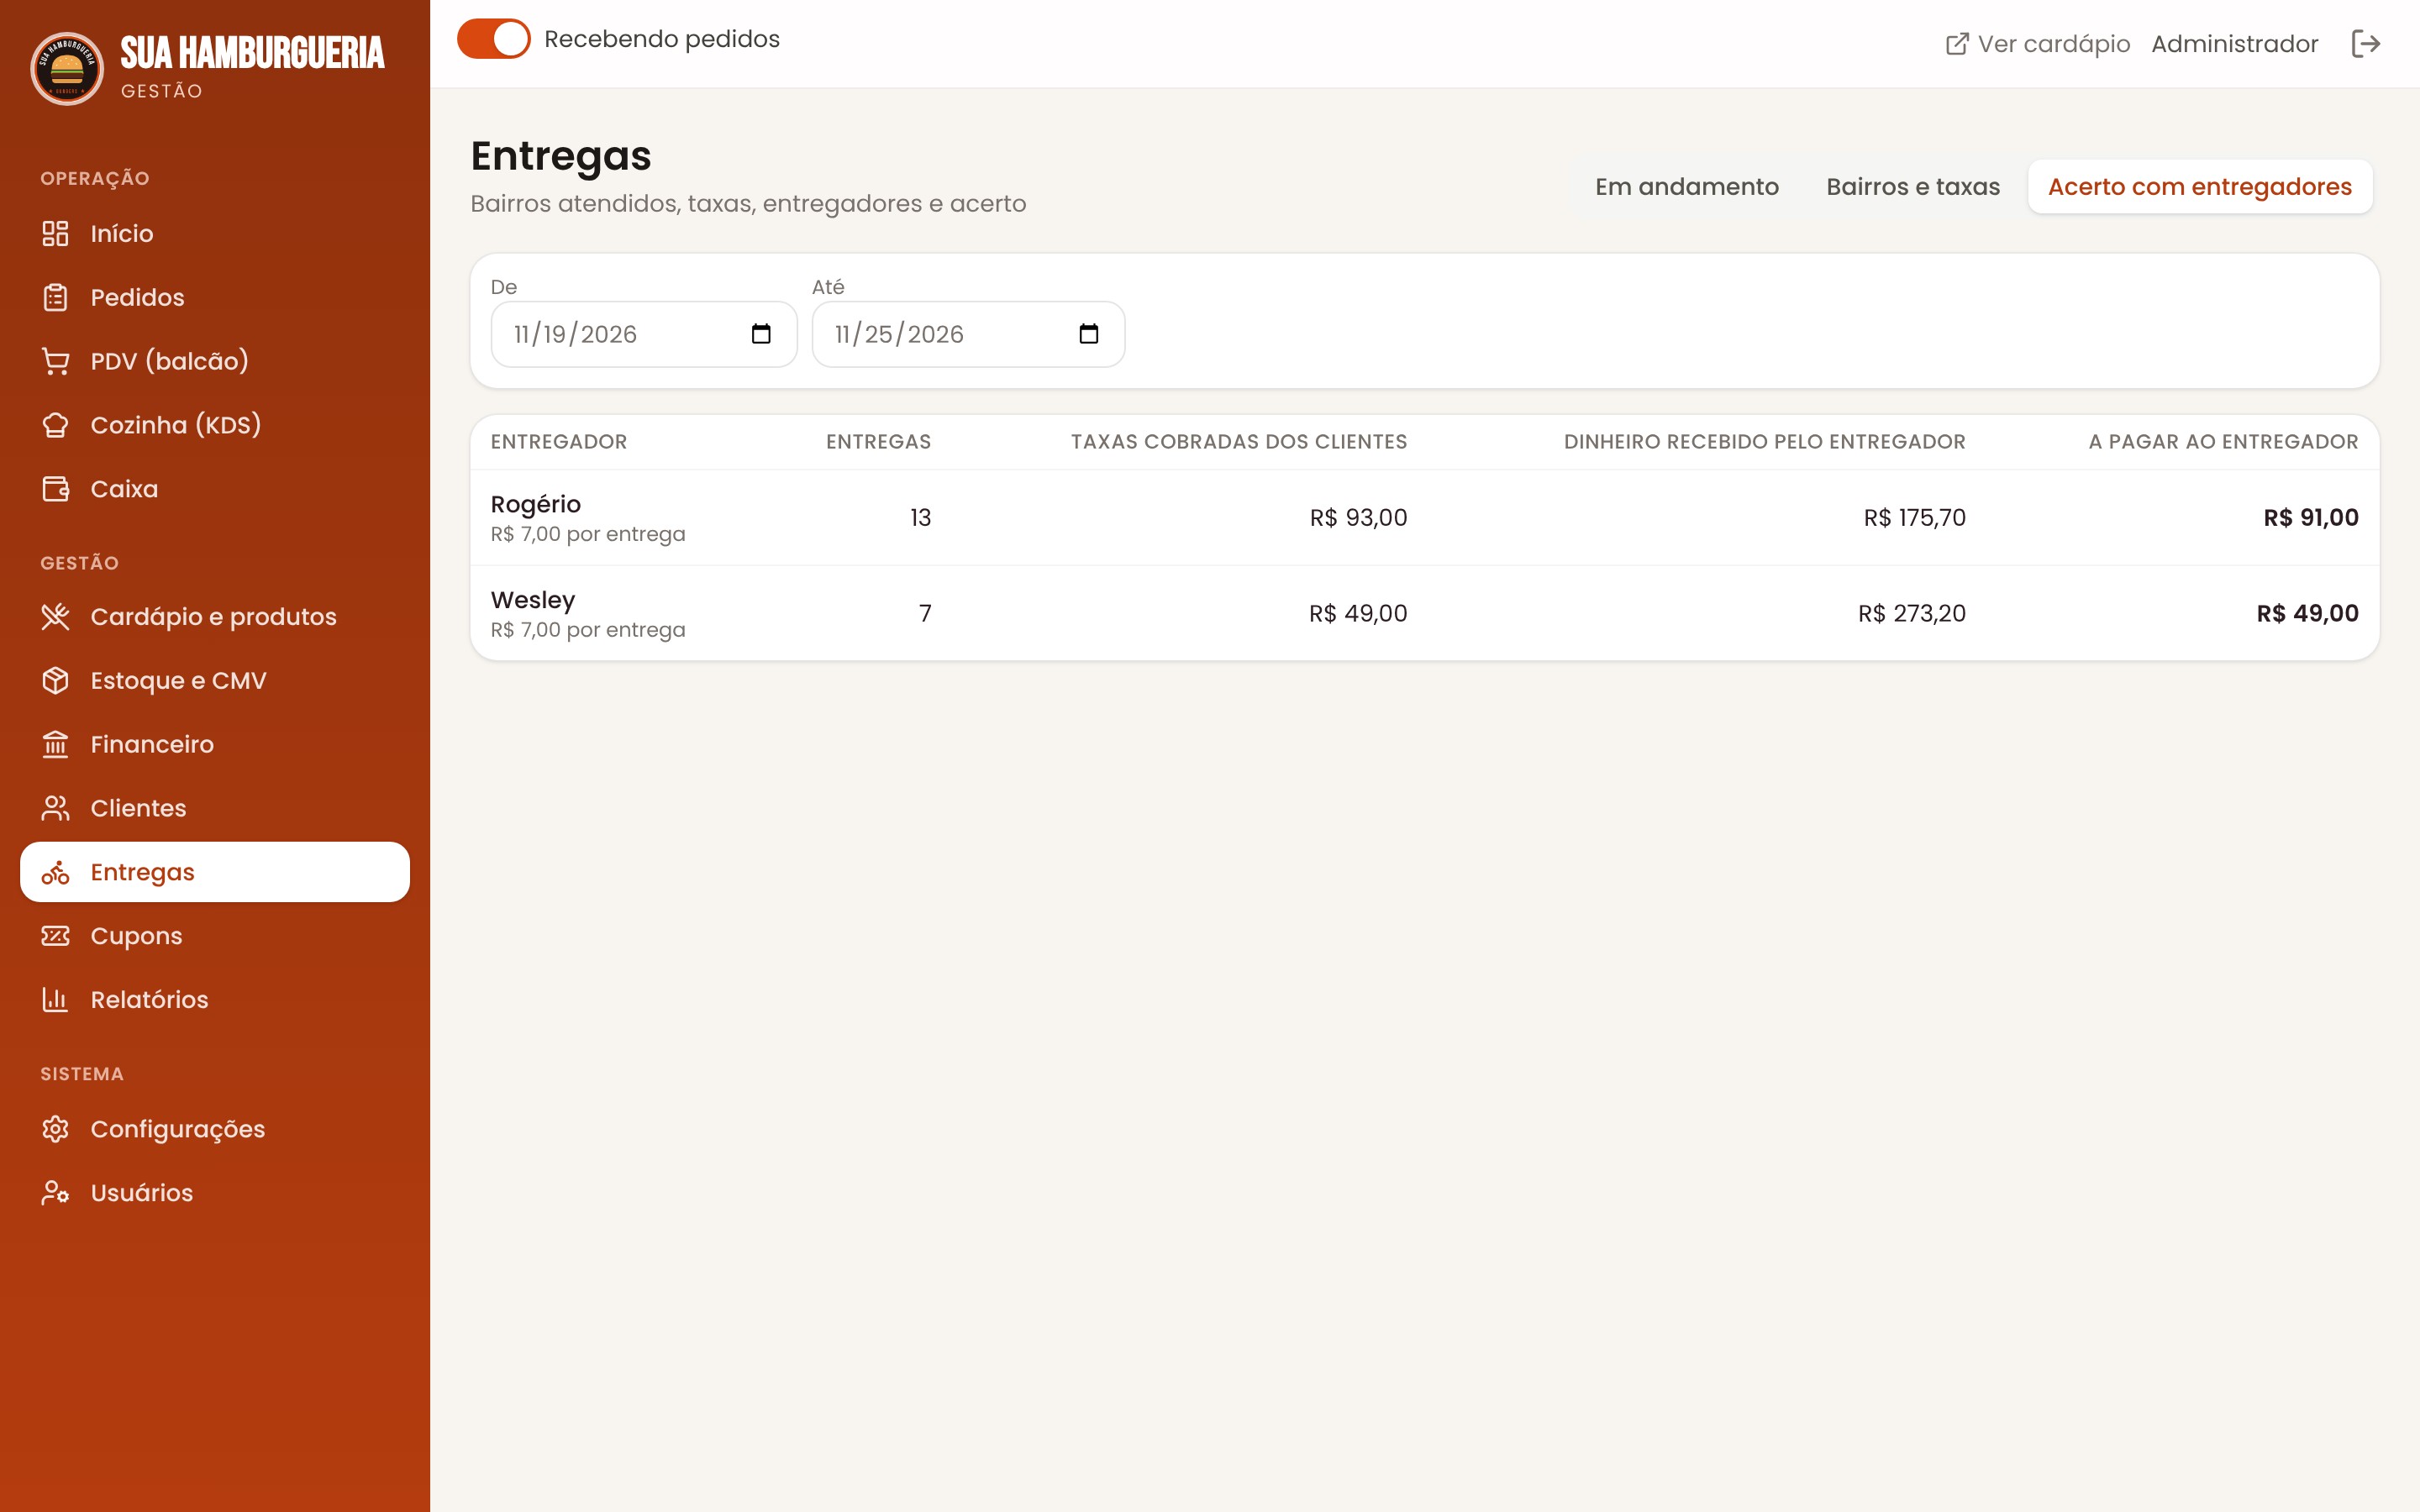 SUA HAMBURGUERIA
SUA HAMBURGUERIA
GESTÃO
OPERAÇÃO
Início
Pedidos
PDV (balcão)
Cozinha (KDS)
Caixa
GESTÃO
Cardápio e produtos
Estoque e CMV
Financeiro
Clientes
Entregas
Cupons
Relatórios
SISTEMA
Configurações
Usuários
Recebendo pedidos
Ver cardápio
Administrador
Entregas
Bairros atendidos, taxas, entregadores e acerto
Em andamento
Bairros e taxas
Acerto com entregadores
De
Até
11/19/2026
11/25/2026
ENTREGADOR ENTREGAS TAXAS COBRADAS DOS CLIENTES DINHEIRO RECEBIDO PELO ENTREGADOR A PAGAR AO ENTREGADOR
Rogério
R$ 7,00 por entrega
13 R$ 93,00 R$ 175,70 R$ 91,00
Wesley
R$ 7,00 por entrega
7 R$ 49,00 R$ 273,20 R$ 49,00